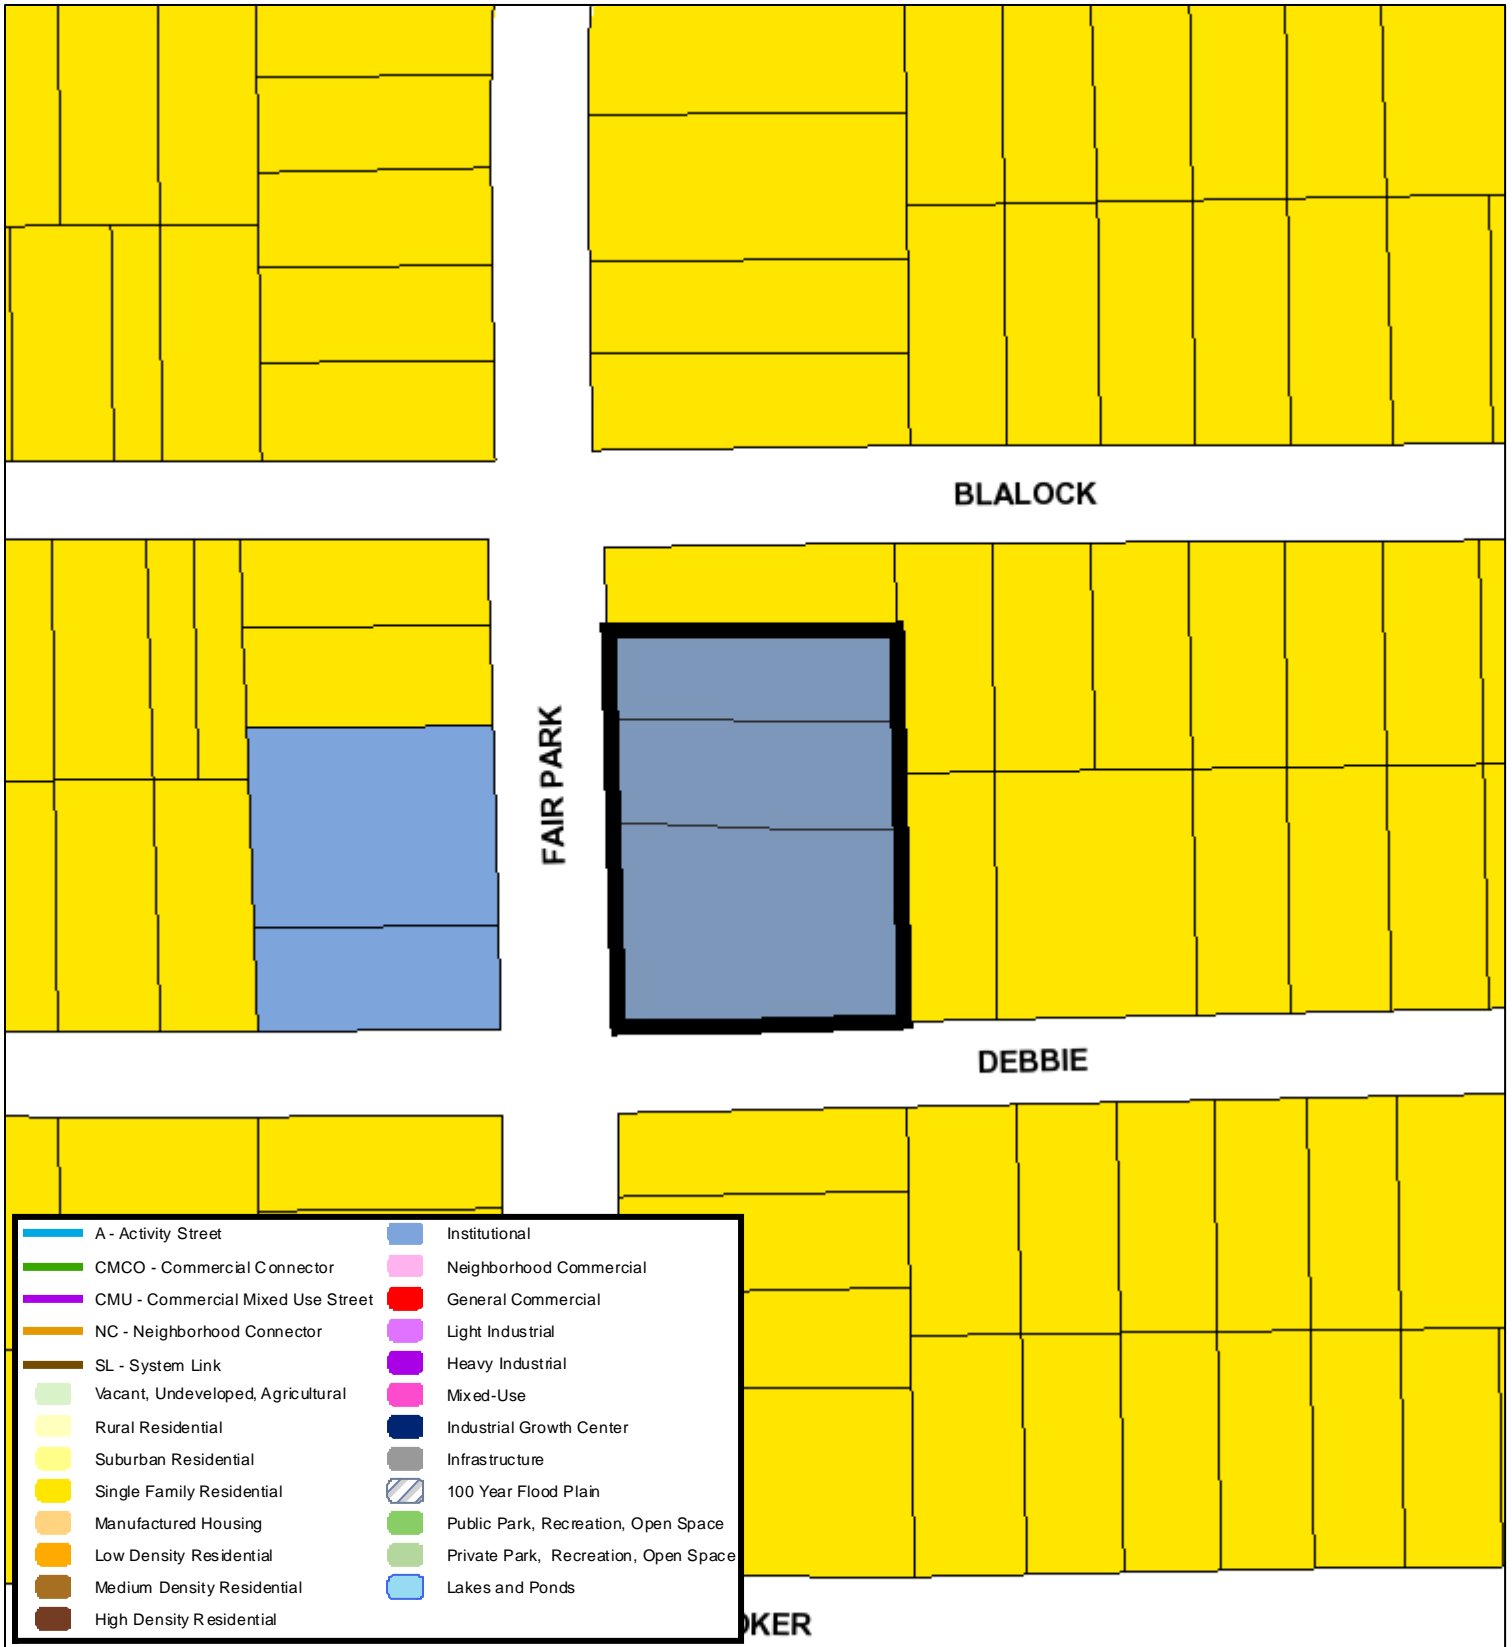 BLALOCK
FAIR PARK
DEBBIE
A - Activity Street
CMCO - Commercial Connector
CMU - Commercial Mixed Use Street
NC - Neighborhood Connector
SL - System Link
Vacant, Undeveloped, Agricultural
Rural Residential
Suburban Residential
Single Family Residential
Manufactured Housing
Low Density Residential
Medium Density Residential
High Density Residential
Institutional
Neighborhood Commercial
General Commercial
Light Industrial
Heavy Industrial
Mixed-Use
Industrial Growth Center
Infrastructure
100 Year Flood Plain
Public Park, Recreation, Open Space
Private Park, Recreation, Open Space
Lakes and Ponds